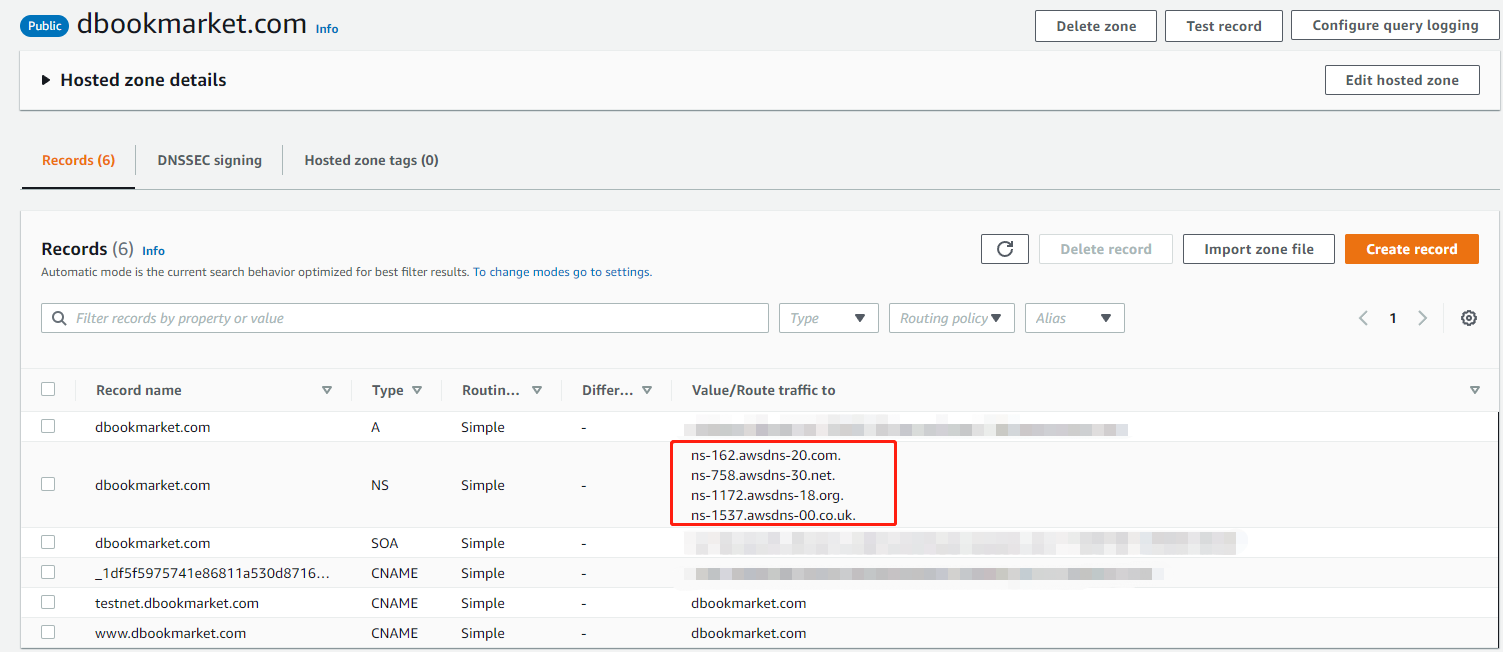 Public dbookmarket.com Info Delete zone Test record Configure query logging
Hosted zone details Edit hosted zone
Records (6) DNSSEC signing Hosted zone tags (0)
Records (6) Info Delete record Import zone file Create record
Automatic mode is the current search behavior optimized for best filter results. To change modes go to settings.
Filter records by property or value Type Routing policy Alias 1
Record name Type Routin... Differ... Value/Route traffic to
dbookmarket.com A Simple -
dbookmarket.com NS Simple - ns-162.awsdns-20.com.
ns-758.awsdns-30.net.
ns-1172.awsdns-18.org.
ns-1537.awsdns-00.co.uk.
dbookmarket.com SOA Simple -
_1df5f5975741e86811a530d8716... CNAME Simple -
testnet.dbookmarket.com CNAME Simple - dbookmarket.com
www.dbookmarket.com CNAME Simple - dbookmarket.com